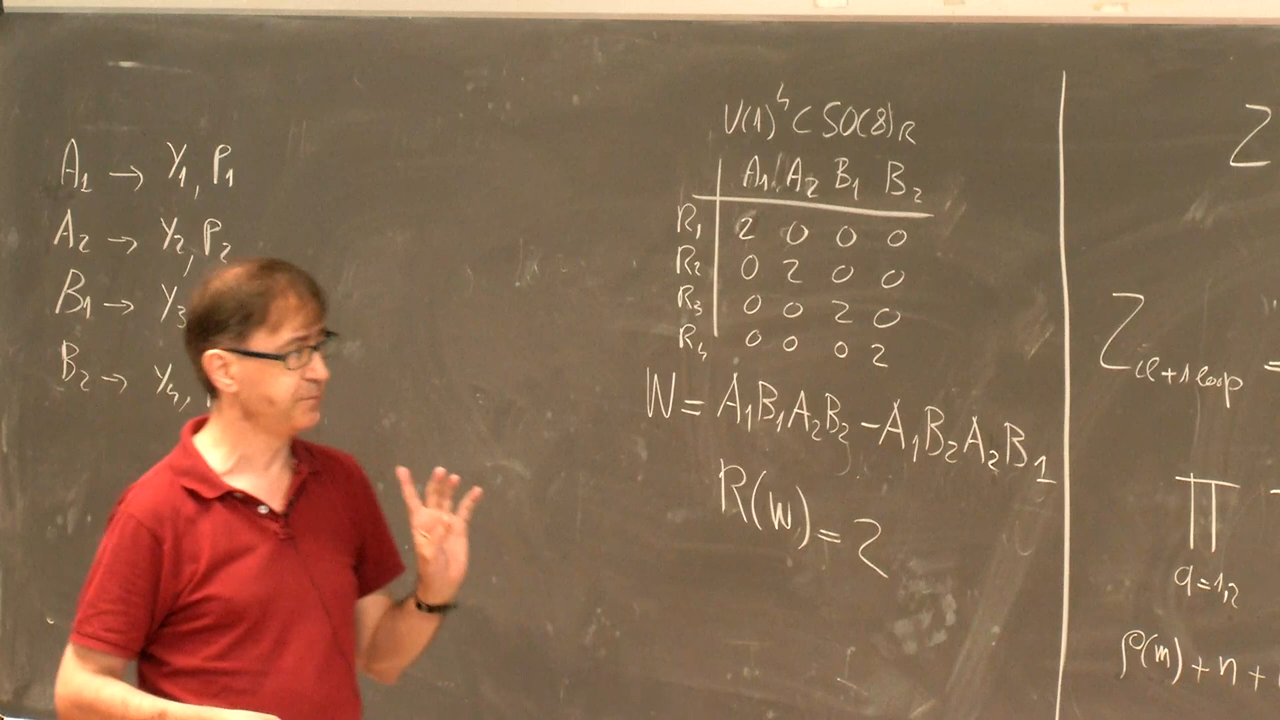 A₁ → y₁, p₁
A₂ → y₂, p₂
B₁ → y₃
B₂ → y₄,
U(1)⁴ ⊂ SO(8)_R
A₁ A₂ B₁ B₂
R₁ 2 0 0 0
R₂ 0 2 0 0
R₃ 0 0 2 0
R₄ 0 0 0 2
W = A₁B₁A₂B₂ - A₁B₂A₂B₁
R(W) = 2
Z
Z_{cl+1loop} =
∏
q=1,2
ρ(m) + n +